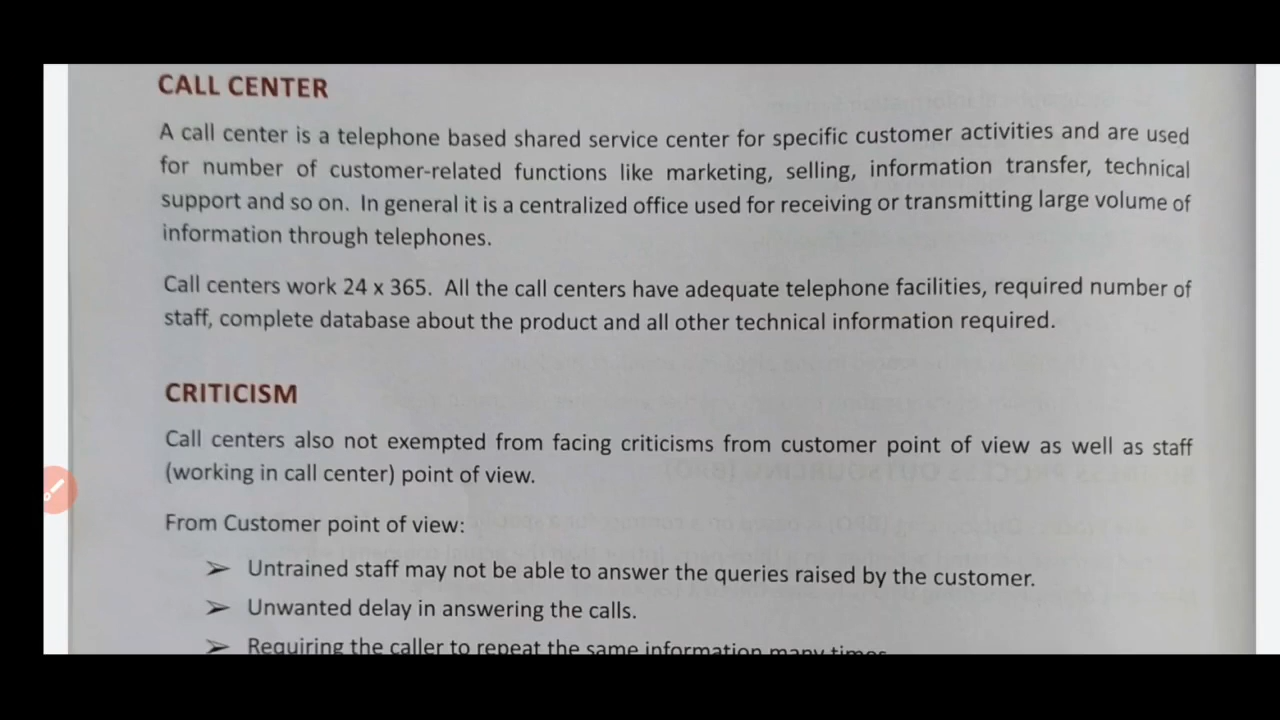 CALL CENTER
A call center is a telephone based shared service center for specific customer activities and are used
for number of customer-related functions like marketing, selling, information transfer, technical
support and so on. In general it is a centralized office used for receiving or transmitting large volume of
information through telephones.
Call centers work 24 x 365. All the call centers have adequate telephone facilities, required number of
staff, complete database about the product and all other technical information required.
CRITICISM
Call centers also not exempted from facing criticisms from customer point of view as well as staff
(working in call center) point of view.
From Customer point of view:
➢ Untrained staff may not be able to answer the queries raised by the customer.
➢ Unwanted delay in answering the calls.
➢ Requiring the caller to repeat the same information many times